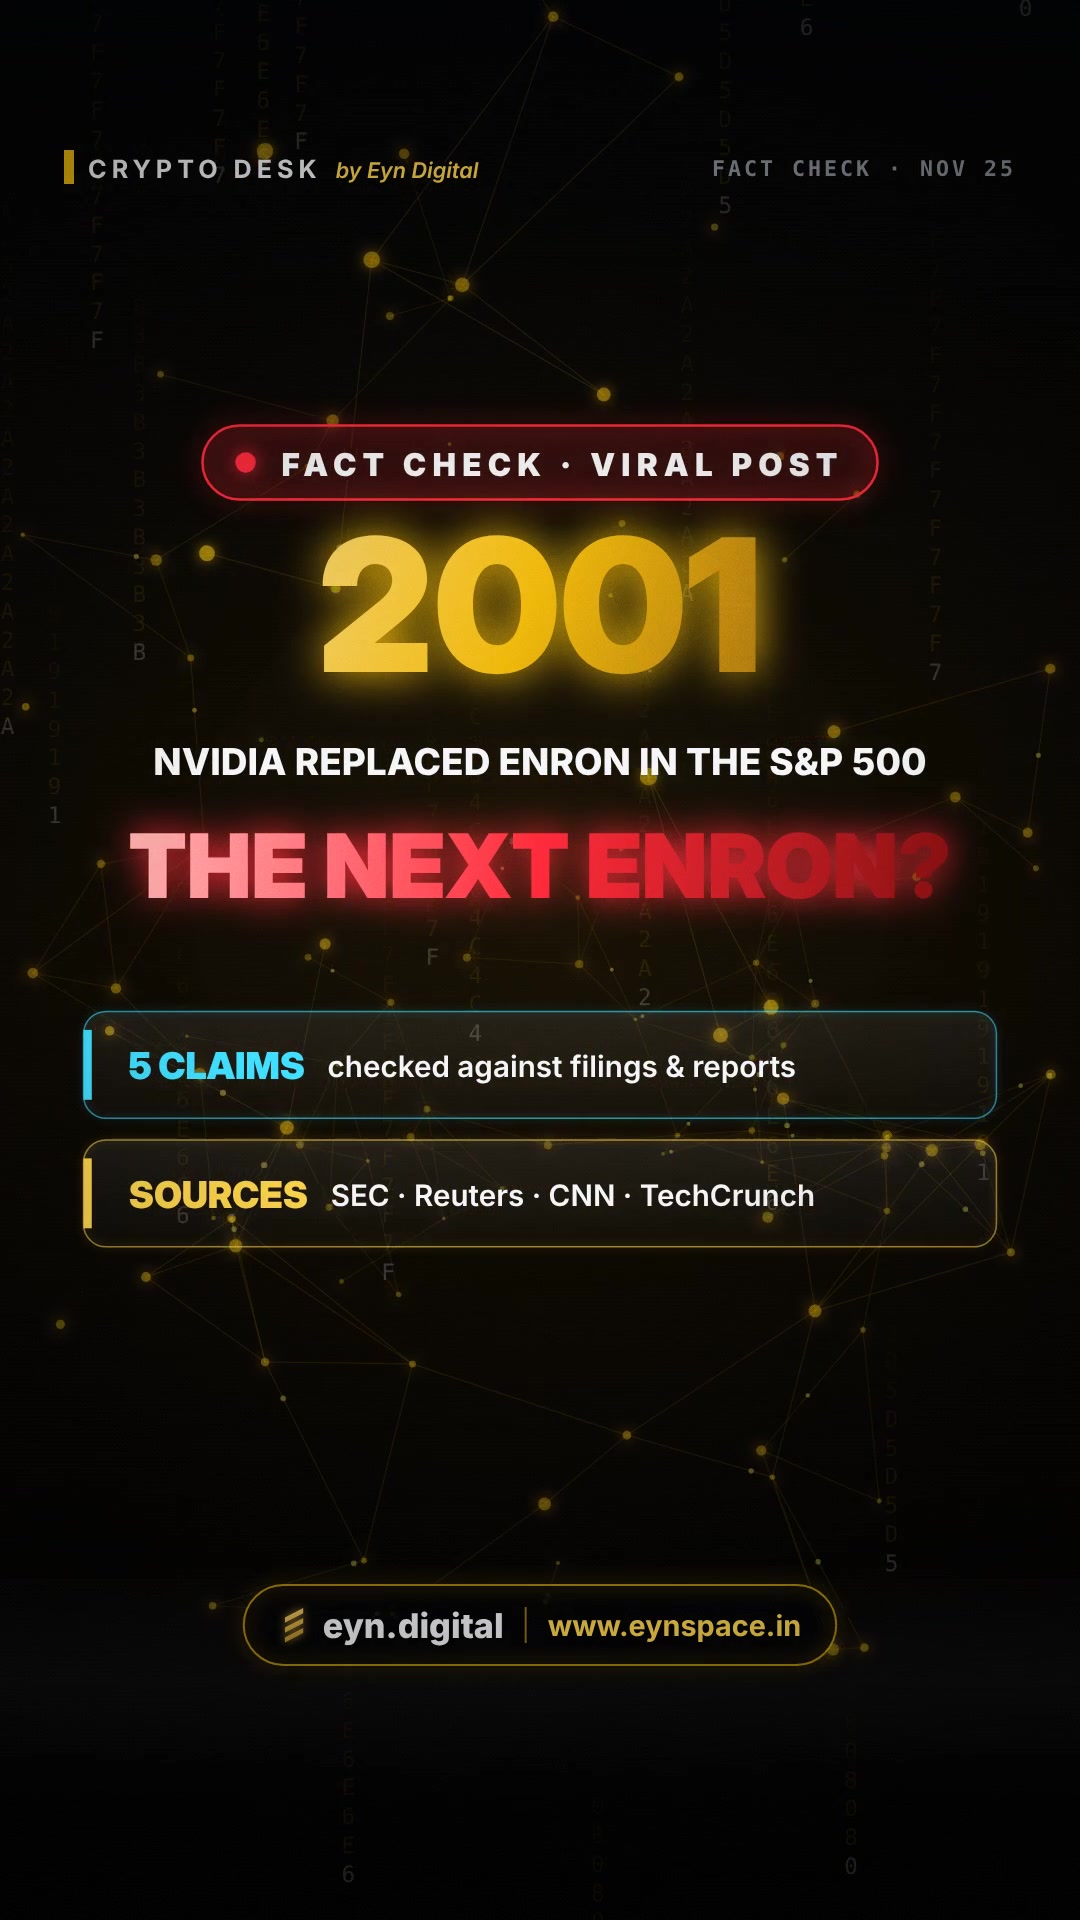 CRYPTO DESK by Eyn Digital
FACT CHECK · NOV 25
FACT CHECK · VIRAL POST
2001
NVIDIA REPLACED ENRON IN THE S&P 500
THE NEXT ENRON?
5 CLAIMS checked against filings & reports
SOURCES SEC · Reuters · CNN · TechCrunch
eyn.digital | www.eynspace.in